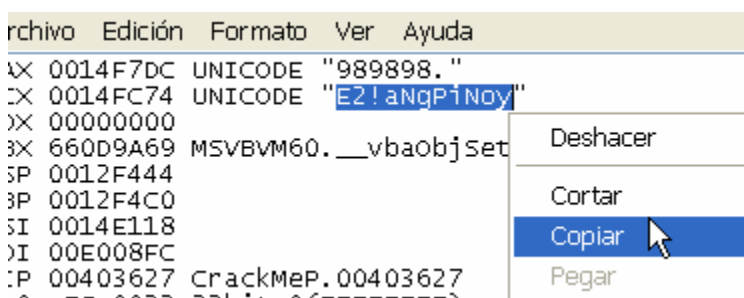 rchivo Edición Formato Ver Ayuda
AX 0014F7DC UNICODE "989898."
CX 0014FC74 UNICODE "E2!aNgPiNoy"
DX 00000000
BX 660D9A69 MSVBVM60.__vbaObjSet
SP 0012F444
BP 0012F4C0
SI 0014E118
DI 00E008FC
IP 00403627 CrackMeP.00403627
Deshacer
Cortar
Copiar
Pegar